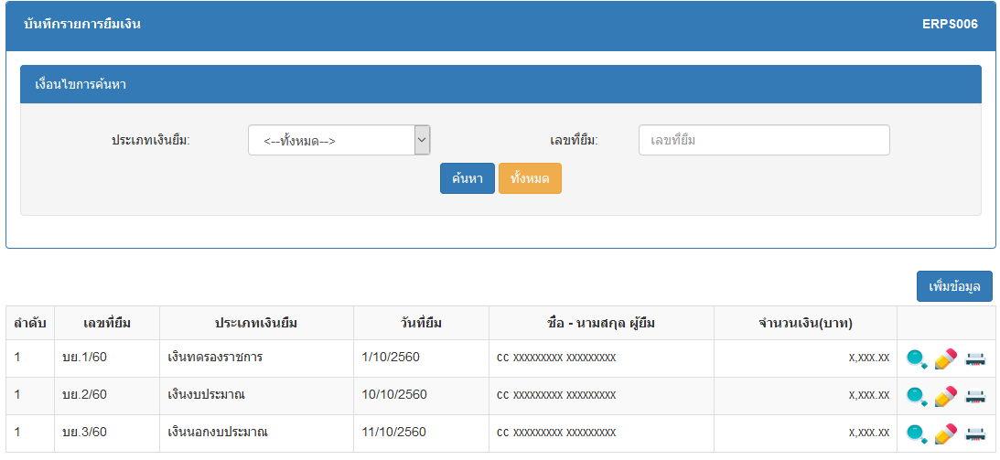 บันทึกรายการยืมเงิน ERPS006
เงื่อนไขการค้นหา
ประเภทเงินยืม: <--ทั้งหมด--> เลขที่ยืม: เลขที่ยืม
ค้นหา ทั้งหมด
เพิ่มข้อมูล
ลำดับ เลขที่ยืม ประเภทเงินยืม วันที่ยืม ชื่อ - นามสกุล ผู้ยืม จำนวนเงิน(บาท)
1 บย.1/60 เงินทดรองราชการ 1/10/2560 cc xxxxxxxxx xxxxxxxxx x,xxx.xx
1 บย.2/60 เงินงบประมาณ 10/10/2560 cc xxxxxxxxx xxxxxxxxx x,xxx.xx
1 บย.3/60 เงินนอกงบประมาณ 11/10/2560 cc xxxxxxxxx xxxxxxxxx x,xxx.xx